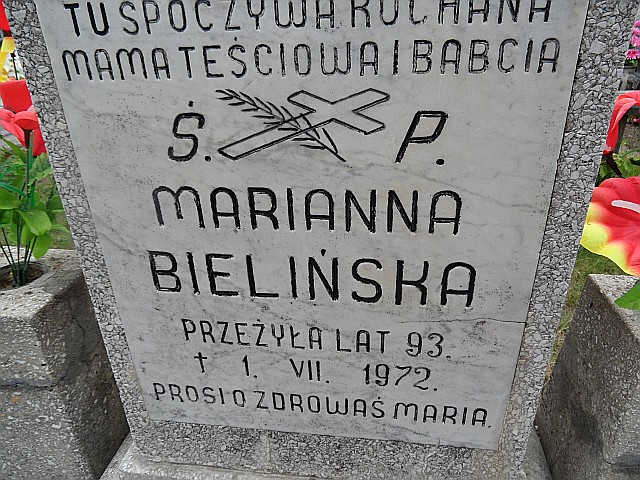 TU SPOCZYWA KOCHANA
MAMA TEŚCIOWA I BABCIA
Ś. P.
MARIANNA
BIELIŃSKA
PRZEŻYŁA LAT 93.
† 1. VII. 1972.
PROSI O ZDROWAŚ MARIA.